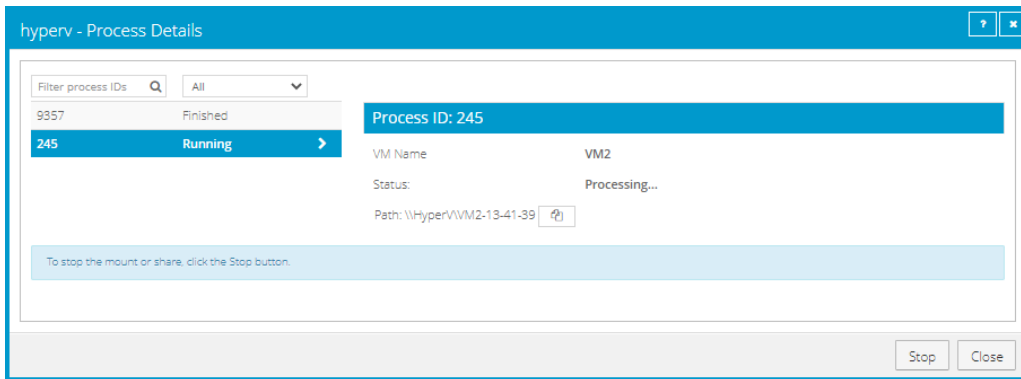 hyperv - Process Details
? ×
Filter process IDs All
9357 Finished
245 Running
Process ID: 245
VM Name VM2
Status: Processing...
Path: \\HyperV\VM2-13-41-39
To stop the mount or share, click the Stop button.
Stop Close